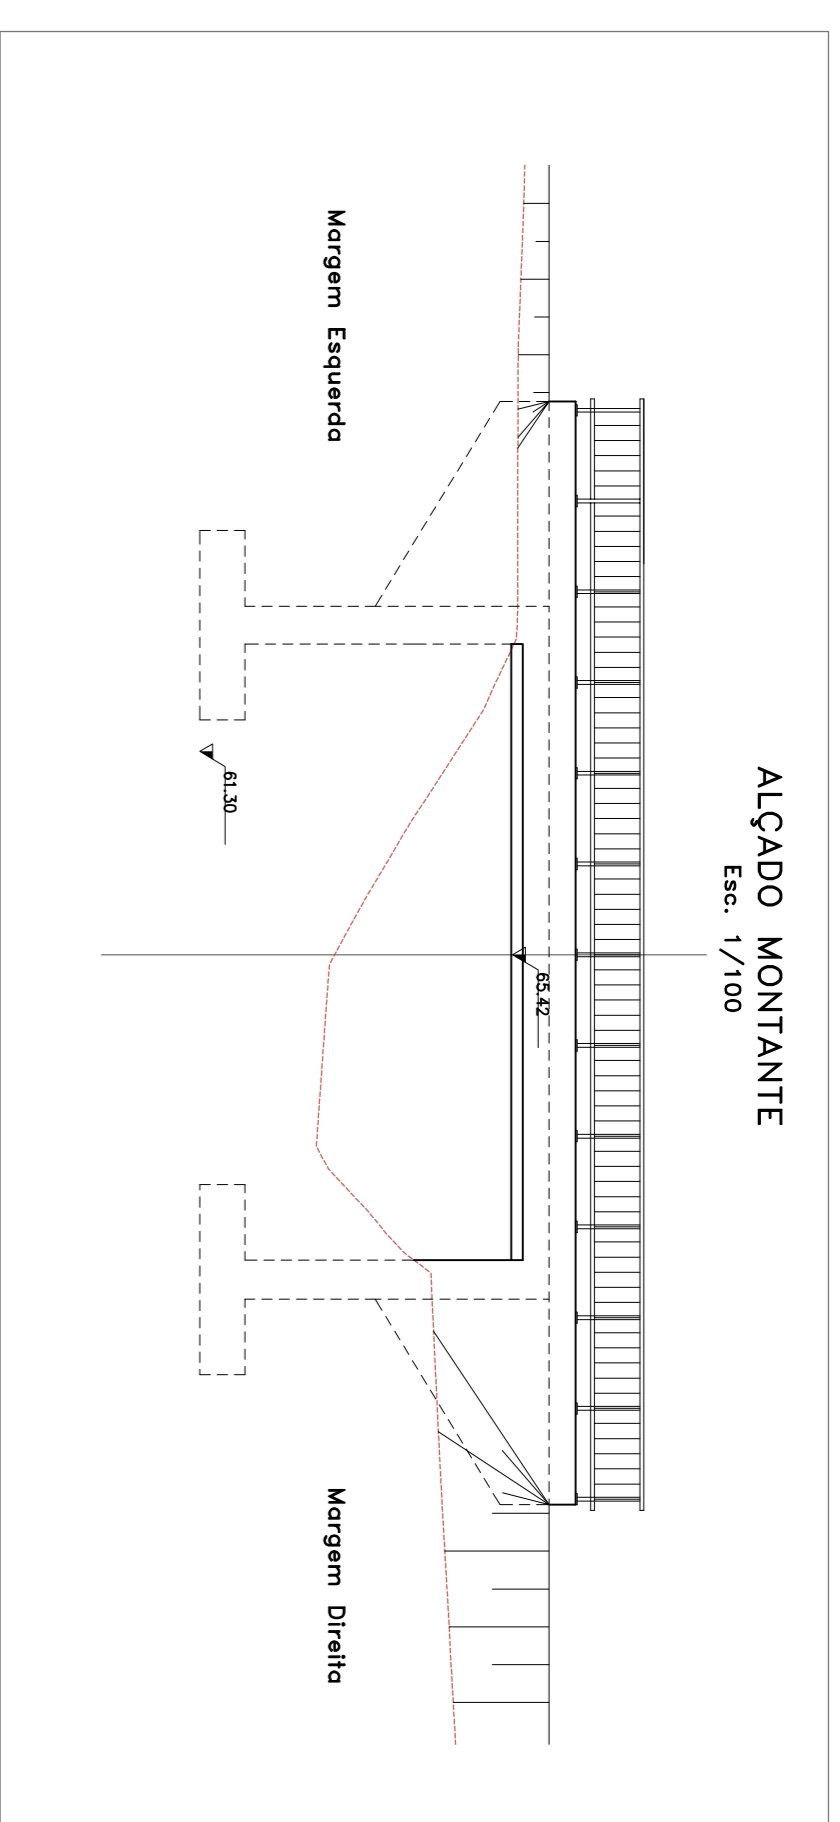 ALÇADO MONTANTE
Esc. 1/100
65.42
61.30
Margem Esquerda
Margem Direita